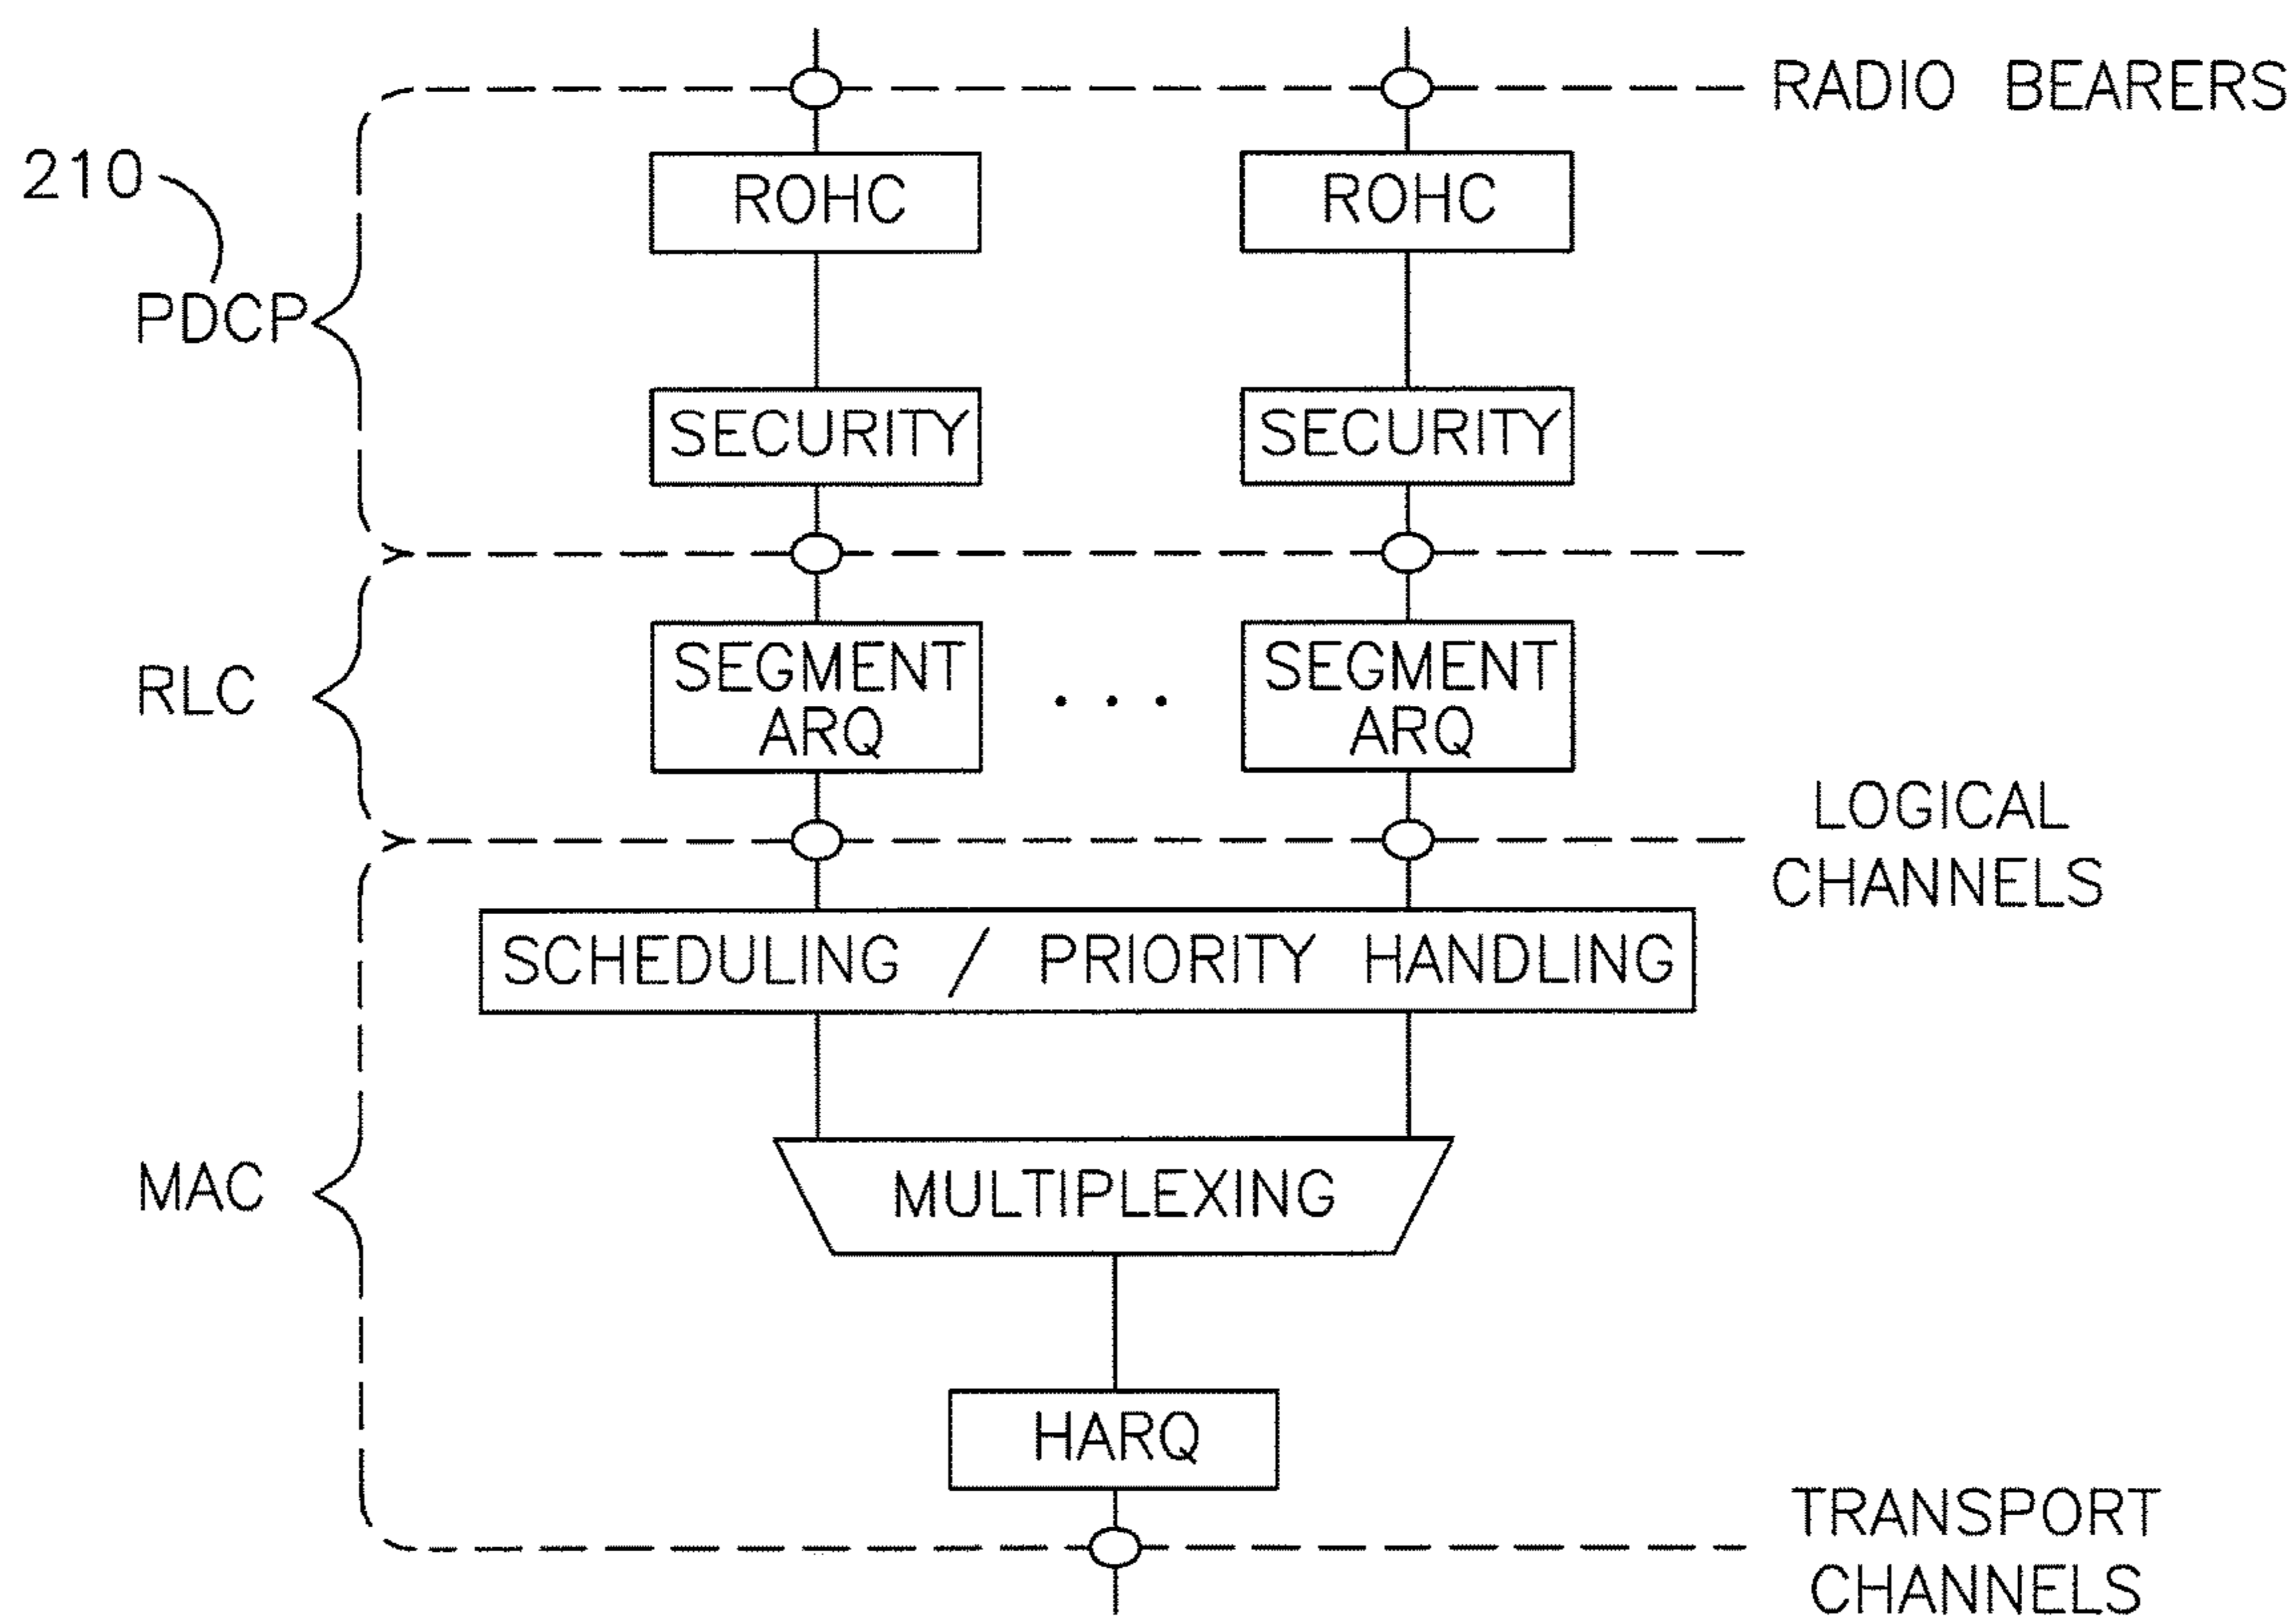 RADIO BEARERS
210
ROHC ROHC
PDCP
SECURITY SECURITY
SEGMENT SEGMENT
RLC
ARQ ... ARQ
LOGICAL
CHANNELS
SCHEDULING / PRIORITY HANDLING
MULTIPLEXING
MAC
HARQ
TRANSPORT
CHANNELS